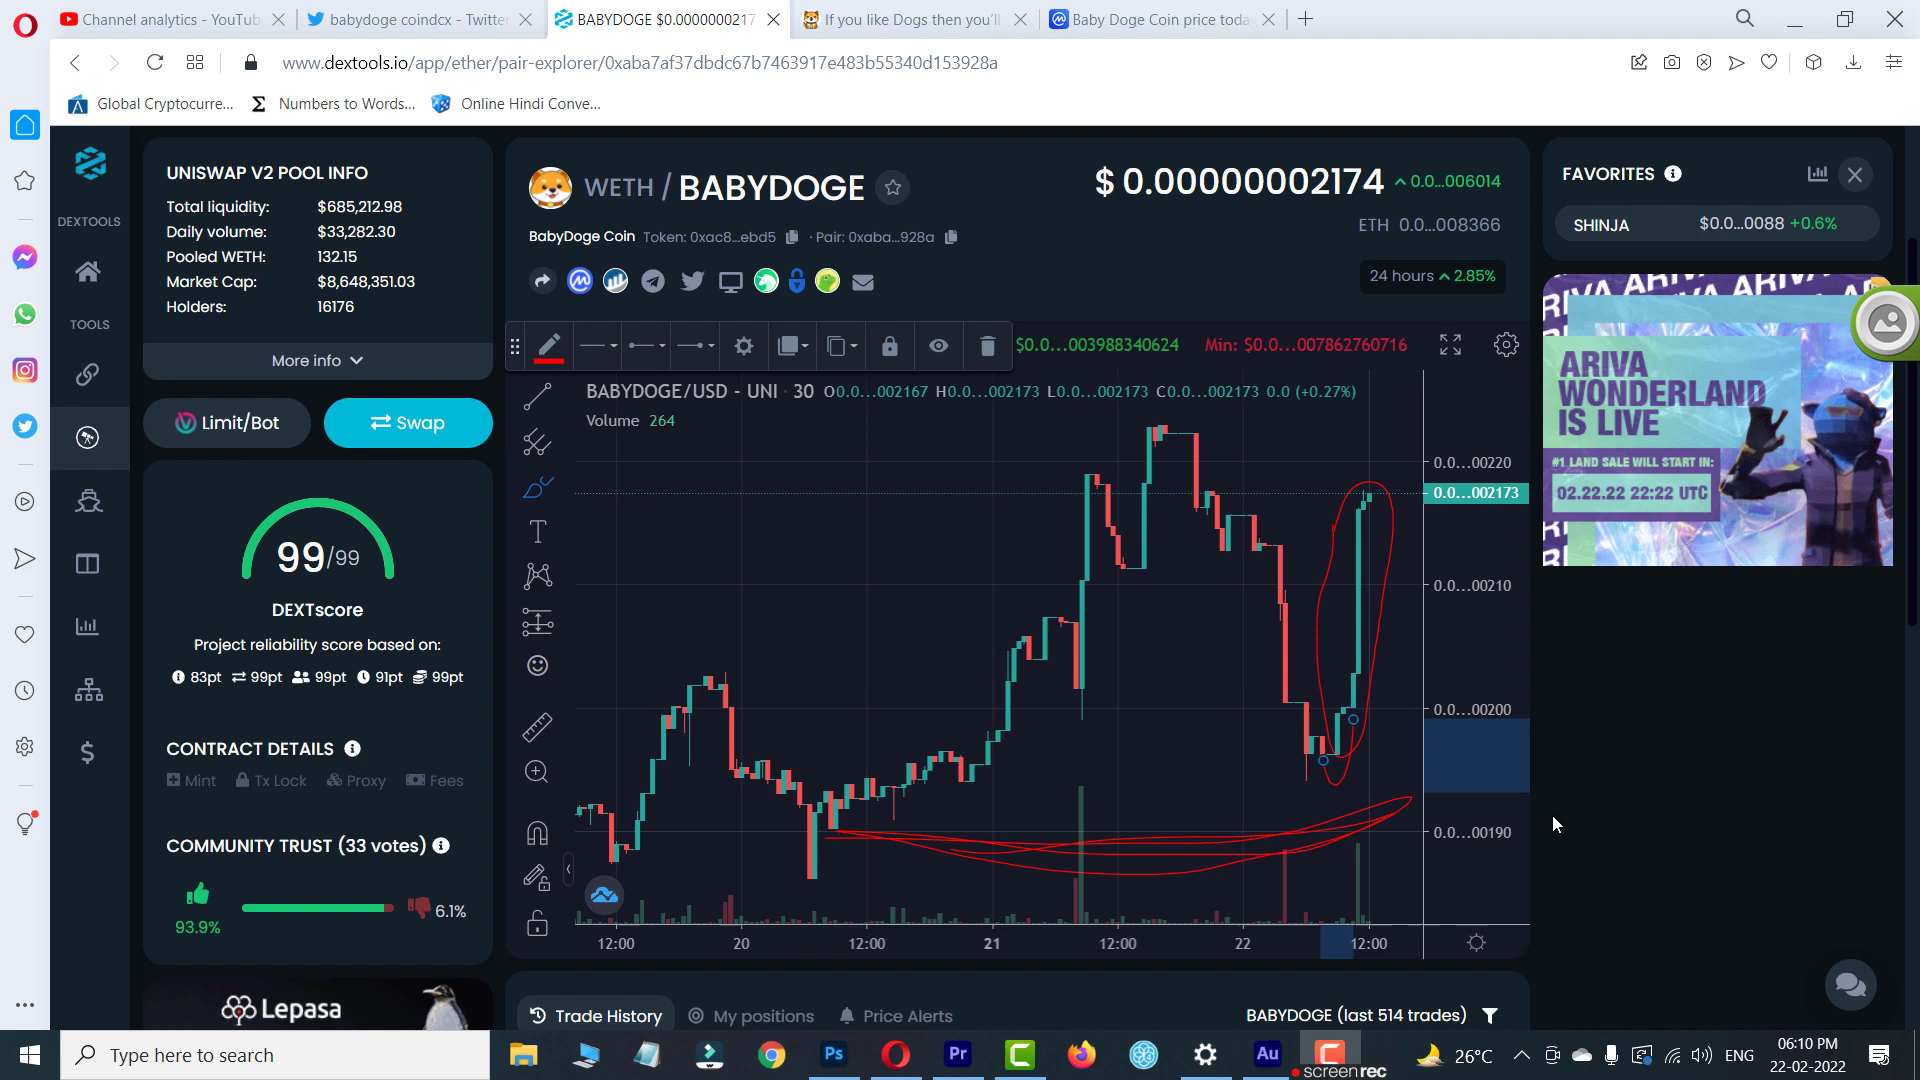 Channel analytics - YouTub
babydoge coindcx - Twitte
BABYDOGE $0.0000000217
If you like Dogs then you'll
Baby Doge Coin price toda
www.dextools.io/app/ether/pair-explorer/0xaba7af37dbdc67b7463917e483b55340d153928a
Global Cryptocurre...
Numbers to Words...
Online Hindi Conve...
DEXTOOLS
TOOLS
UNISWAP V2 POOL INFO
Total liquidity: $685,212.98
Daily volume: $33,282.30
Pooled WETH: 132.15
Market Cap: $8,648,351.03
Holders: 16176
More info
Limit/Bot
Swap
99/99
DEXTscore
Project reliability score based on:
83pt 99pt 99pt 91pt 99pt
CONTRACT DETAILS
Mint Tx Lock Proxy Fees
COMMUNITY TRUST (33 votes)
93.9%
6.1%
Lepasa
WETH / BABYDOGE
$ 0.00000002174
0.0...006014
BabyDoge Coin Token: 0xac8...ebd5 · Pair: 0xaba...928a
ETH 0.0...008366
24 hours 2.85%
$0.0...003988340624
Min: $0.0...007862760716
BABYDOGE/USD - UNI · 30 O0.0...002167 H0.0...002173 L0.0...002173 C0.0...002173 0.0 (+0.27%)
Volume 264
0.0...00220
0.0...002173
0.0...00210
0.0...00200
0.0...00190
12:00 20 12:00 21 12:00 22 12:00
Trade History
My positions
Price Alerts
BABYDOGE (last 514 trades)
FAVORITES
SHINJA $0.0...0088 +0.6%
ARIVA ARIVA
ARIVA
WONDERLAND
IS LIVE
#1 LAND SALE WILL START IN:
02.22.22 22:22 UTC
Type here to search
Ps
Pr
Au
screenrec
26°C
ENG
06:10 PM
22-02-2022